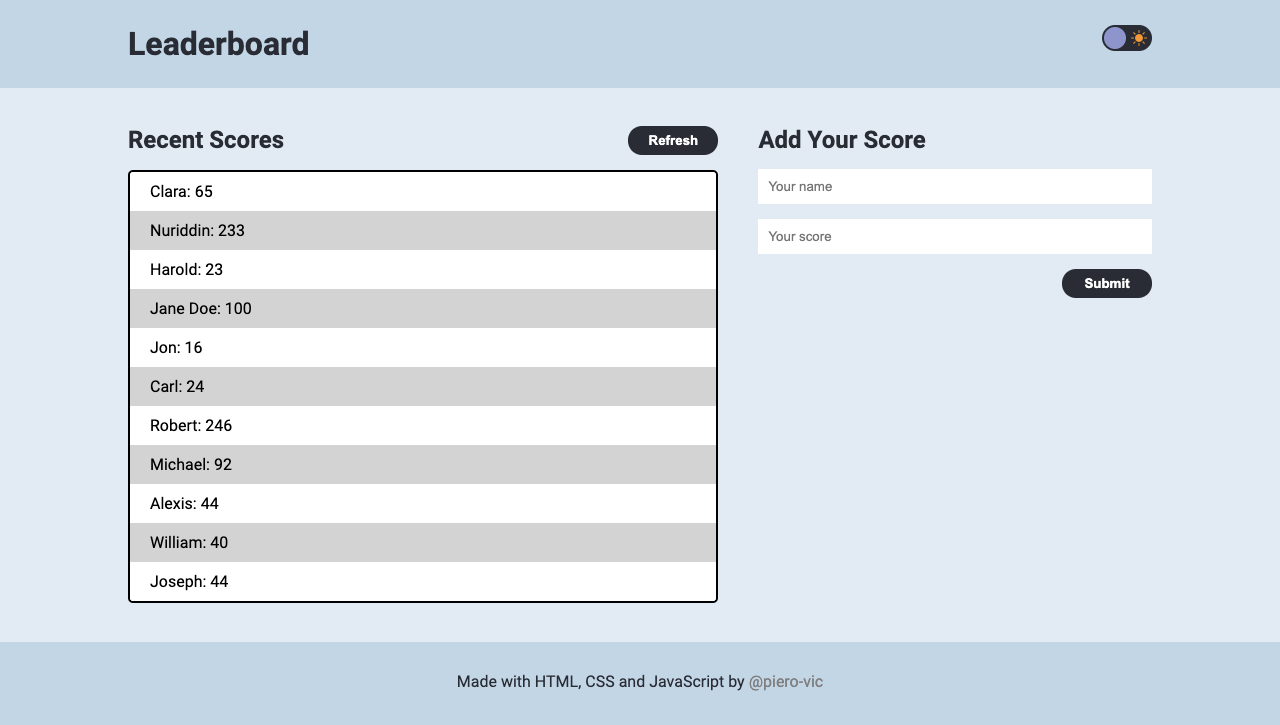 Leaderboard
Recent Scores
Refresh
Clara: 65
Nuriddin: 233
Harold: 23
Jane Doe: 100
Jon: 16
Carl: 24
Robert: 246
Michael: 92
Alexis: 44
William: 40
Joseph: 44
Add Your Score
Your name
Your score
Submit
Made with HTML, CSS and JavaScript by @piero-vic